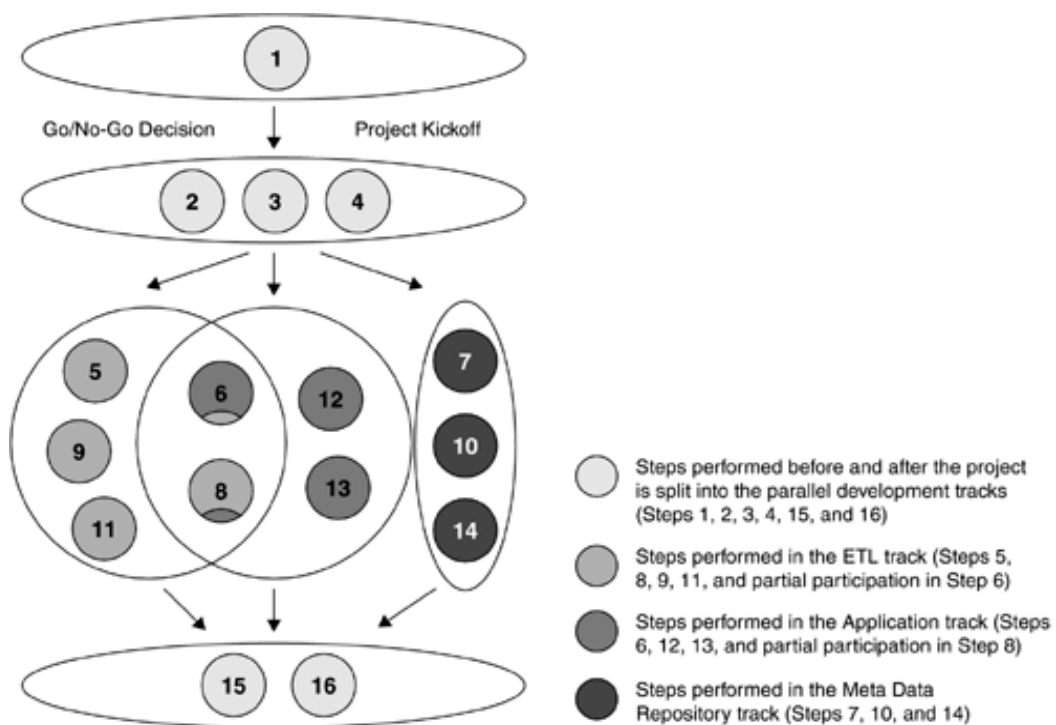 1
Go/No-Go Decision
Project Kickoff
2 3 4
5
6
7
9
12
10
8
13
11
14
15 16
Steps performed before and after the project
is split into the parallel development tracks
(Steps 1, 2, 3, 4, 15, and 16)
Steps performed in the ETL track (Steps 5,
8, 9, 11, and partial participation in Step 6)
Steps performed in the Application track (Steps
6, 12, 13, and partial participation in Step 8)
Steps performed in the Meta Data
Repository track (Steps 7, 10, and 14)